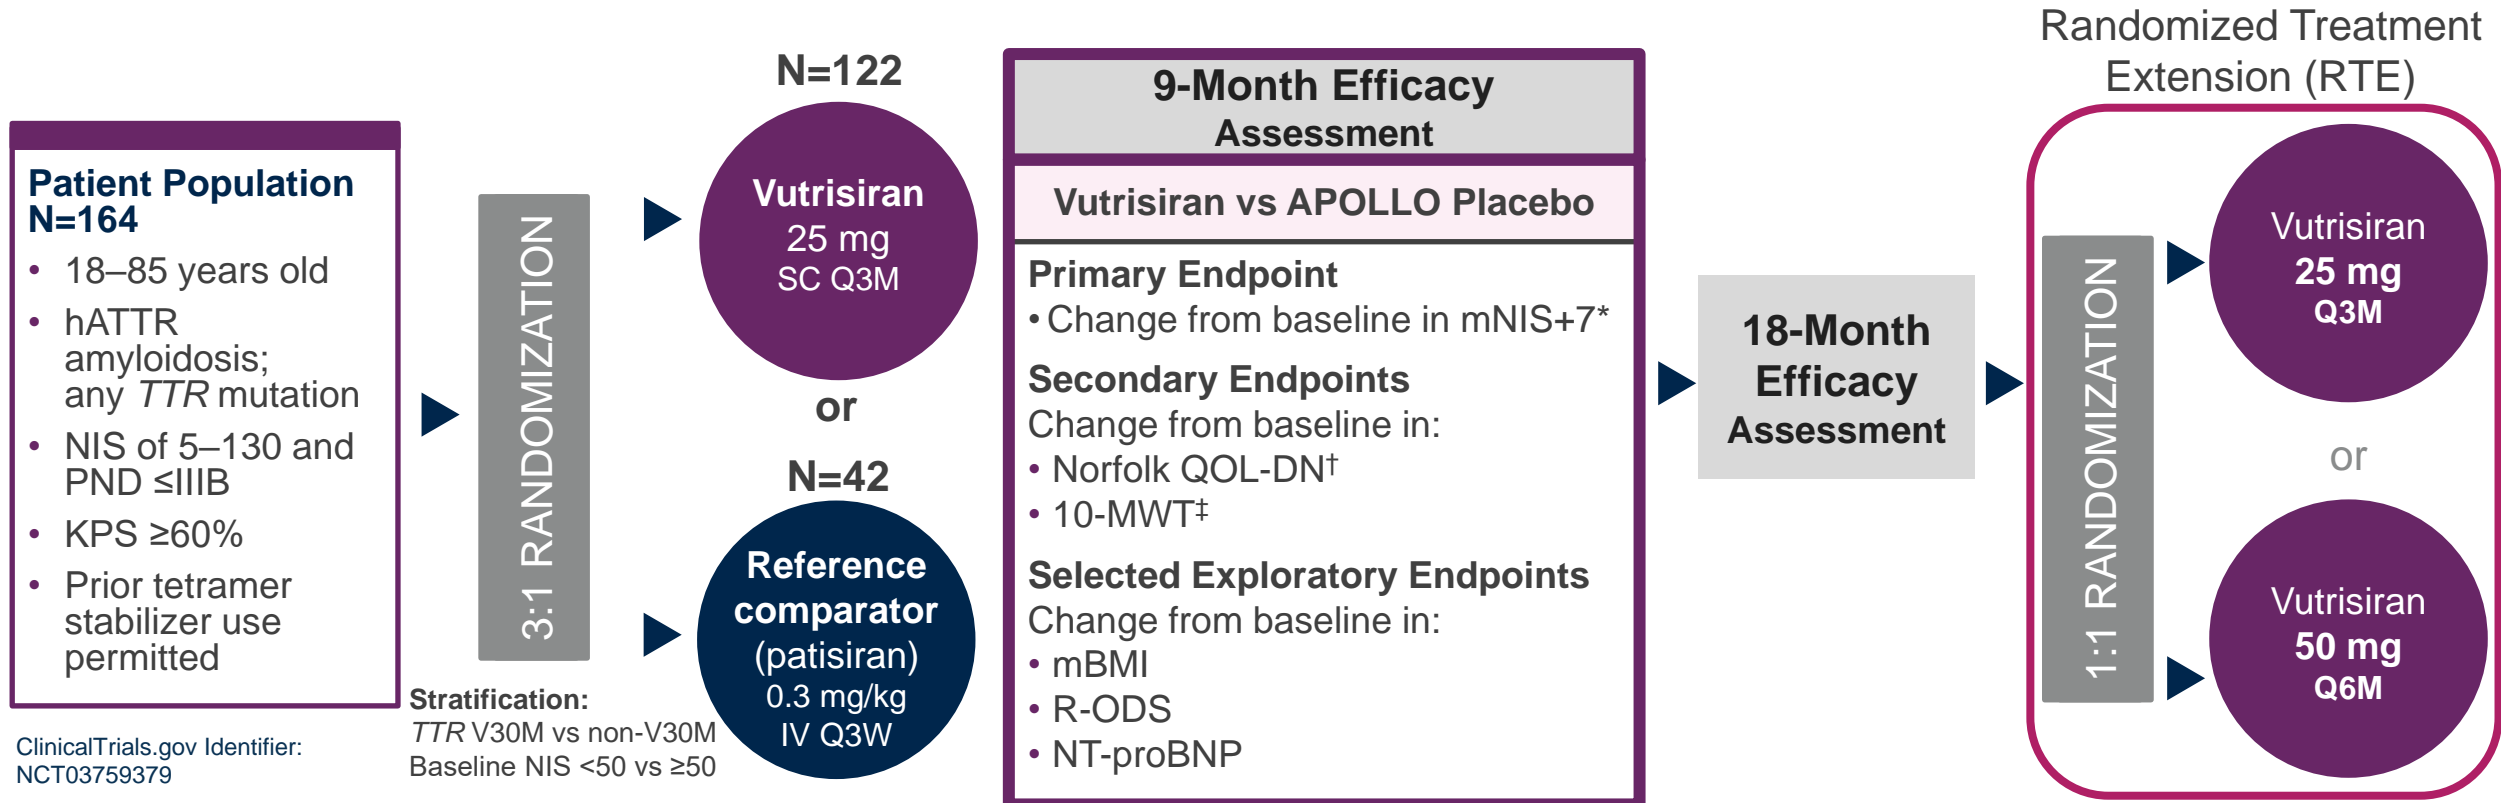 Patient Population
N=164
• 18–85 years old
• hATTR
amyloidosis;
any TTR mutation
• NIS of 5–130 and
PND ≤IIIB
• KPS ≥60%
• Prior tetramer
stabilizer use
permitted
ClinicalTrials.gov Identifier:
NCT03759379
3:1 RANDOMIZATION
Stratification:
TTR V30M vs non-V30M
Baseline NIS <50 vs ≥50
N=122
Vutrisiran
25 mg
SC Q3M
or
N=42
Reference
comparator
(patisiran)
0.3 mg/kg
IV Q3W
9-Month Efficacy
Assessment
Vutrisiran vs APOLLO Placebo
Primary Endpoint
• Change from baseline in mNIS+7*
Secondary Endpoints
Change from baseline in:
• Norfolk QOL-DN†
• 10-MWT‡
Selected Exploratory Endpoints
Change from baseline in:
• mBMI
• R-ODS
• NT-proBNP
18-Month
Efficacy
Assessment
Randomized Treatment
Extension (RTE)
1:1 RANDOMIZATION
Vutrisiran
25 mg
Q3M
or
Vutrisiran
50 mg
Q6M